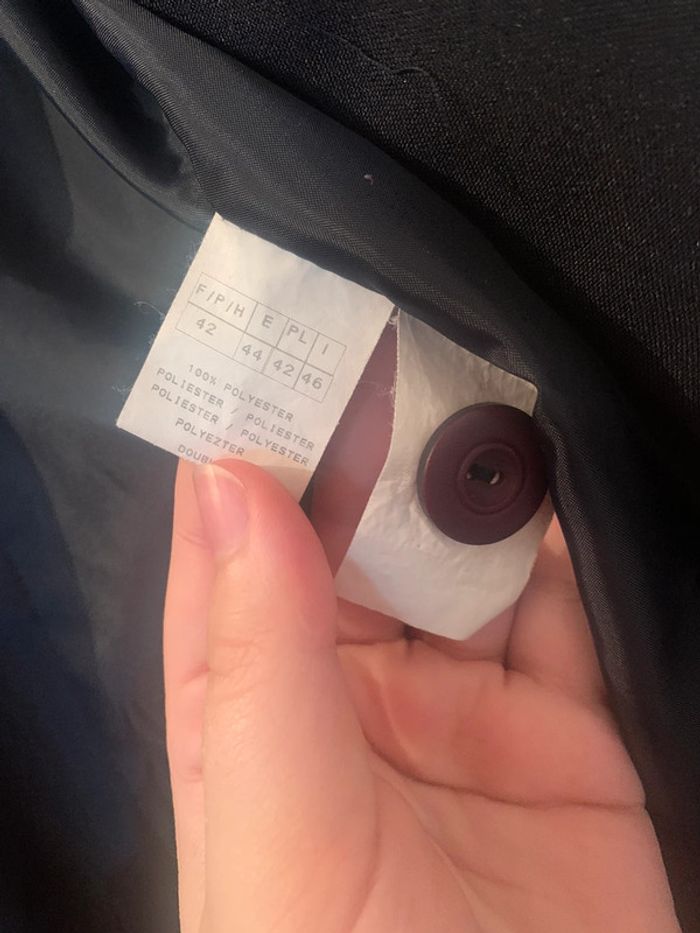 F/P/H E PL I
42 44 42 46
100% POLYESTER
POLIESTER / POLIESTER
POLIESTER / POLYESTER
POLYEZTER